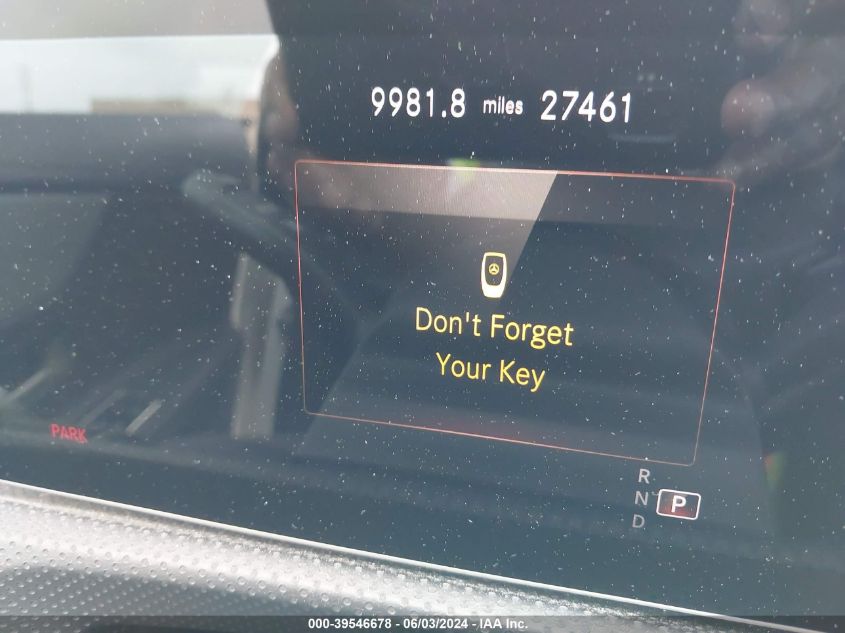 9981.8 miles 27461
Don't Forget
Your Key
PARK
R
N P
D
000-39546678 - 06/03/2024 - IAA Inc.